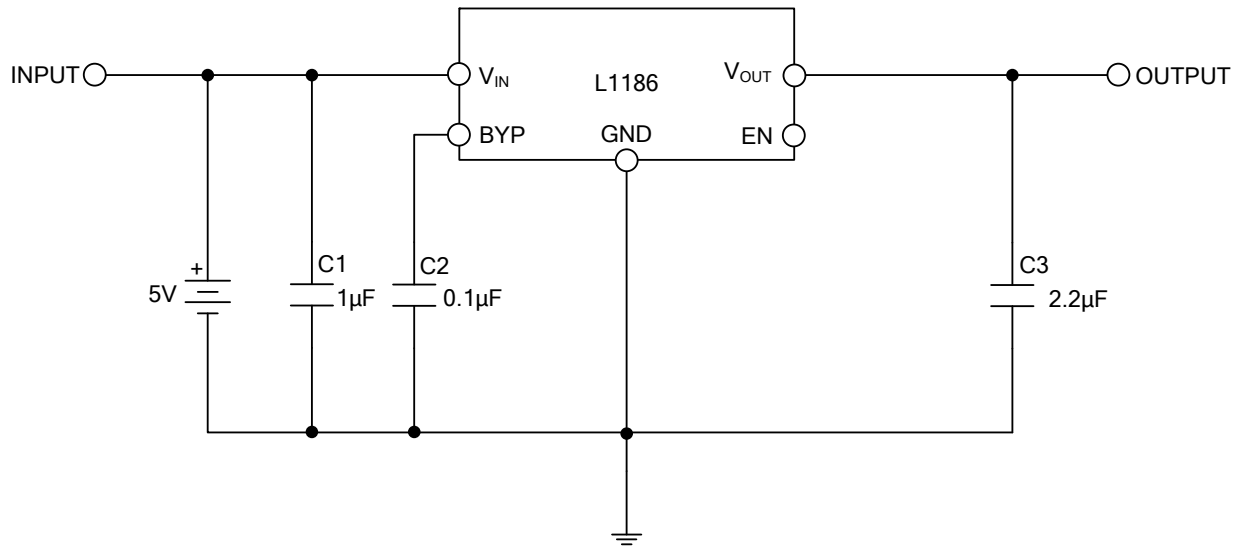 INPUT
VIN
L1186
VOUT
OUTPUT
BYP
GND
EN
+
5V
C1
1µF
C2
0.1µF
C3
2.2µF